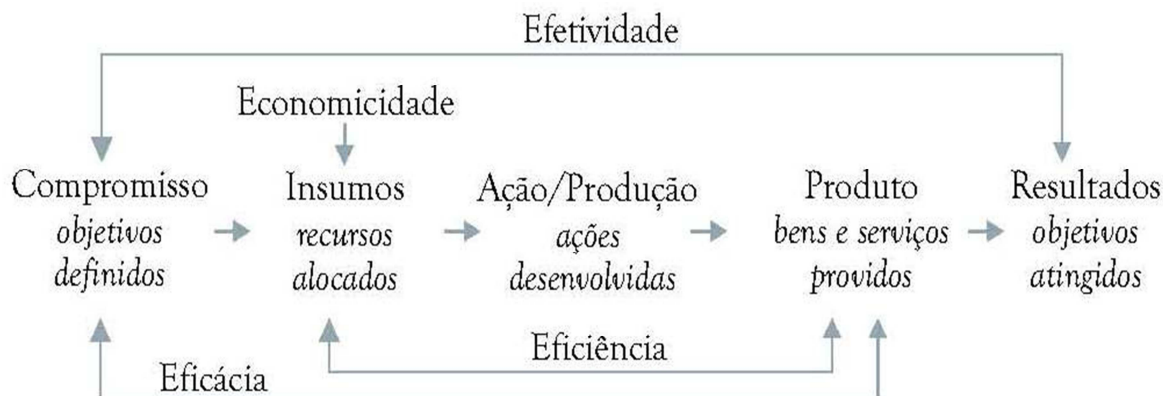 Efetividade
Economicidade
Compromisso
objetivos
definidos
Insumos
recursos
alocados
Ação/Produção
ações
desenvolvidas
Produto
bens e serviços
providos
Resultados
objetivos
atingidos
Eficiência
Eficácia